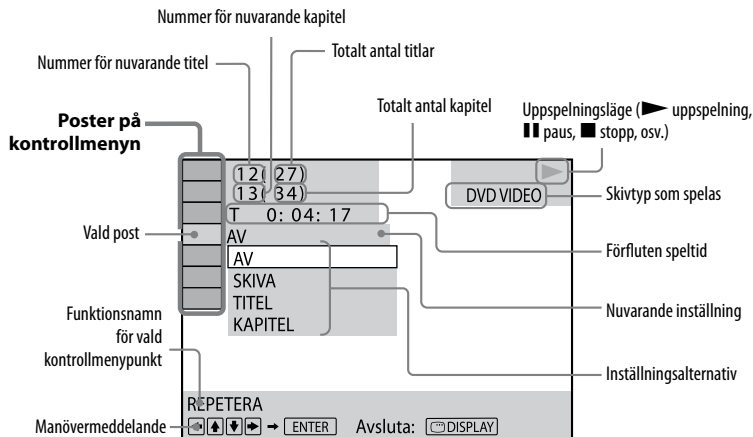 Nummer för nuvarande kapitel
Nummer för nuvarande titel
Totalt antal titlar
Totalt antal kapitel
Uppspelningsläge (► uppspelning,
❚❚ paus, ■ stopp, osv.)
Poster på
kontrollmenyn
12( 27)
13( 34)
DVD VIDEO
Skivtyp som spelas
T 0: 04: 17
Vald post
AV
Förfluten speltid
AV
SKIVA
TITEL
KAPITEL
Nuvarande inställning
Funktionsnamn
för vald
kontrollmenypunkt
Inställningsalternativ
REPETERA
Manövermeddelande
← ↑ ↓ → → ENTER Avsluta: DISPLAY